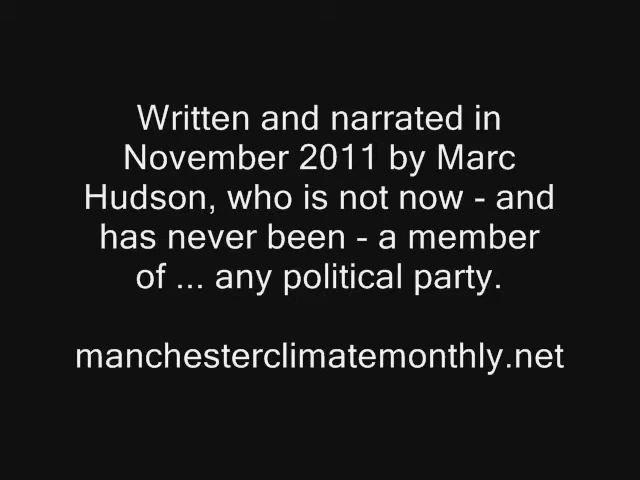 Written and narrated in
November 2011 by Marc
Hudson, who is not now - and
has never been - a member
of ... any political party.
manchesterclimatemonthly.net